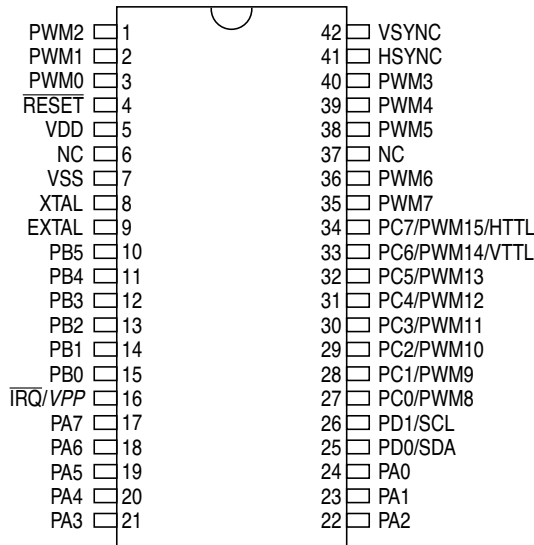 PWM2 1 42 VSYNC
PWM1 2 41 HSYNC
PWM0 3 40 PWM3
R̅E̅S̅E̅T̅ 4 39 PWM4
VDD 5 38 PWM5
NC 6 37 NC
VSS 7 36 PWM6
XTAL 8 35 PWM7
EXTAL 9 34 PC7/PWM15/HTTL
PB5 10 33 PC6/PWM14/VTTL
PB4 11 32 PC5/PWM13
PB3 12 31 PC4/PWM12
PB2 13 30 PC3/PWM11
PB1 14 29 PC2/PWM10
PB0 15 28 PC1/PWM9
I̅R̅Q̅/VPP 16 27 PC0/PWM8
PA7 17 26 PD1/SCL
PA6 18 25 PD0/SDA
PA5 19 24 PA0
PA4 20 23 PA1
PA3 21 22 PA2